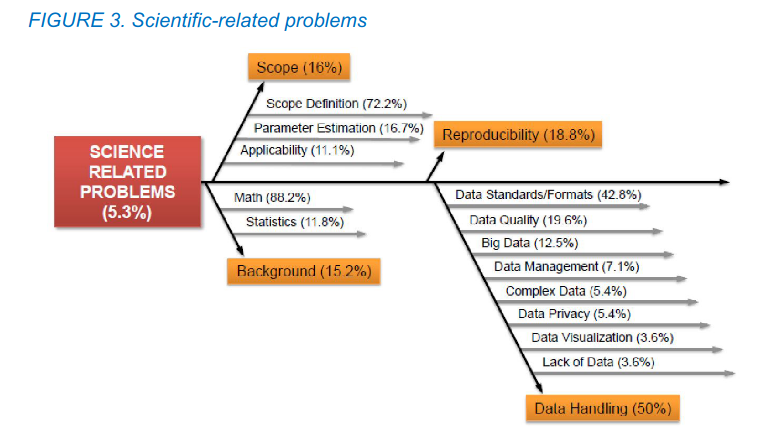 FIGURE 3. Scientific-related problems
Scope (16%)
Scope Definition (72.2%)
Parameter Estimation (16.7%)
Applicability (11.1%)
Reproducibility (18.8%)
SCIENCE
RELATED
PROBLEMS
(5.3%)
Math (88.2%)
Statistics (11.8%)
Background (15.2%)
Data Standards/Formats (42.8%)
Data Quality (19.6%)
Big Data (12.5%)
Data Management (7.1%)
Complex Data (5.4%)
Data Privacy (5.4%)
Data Visualization (3.6%)
Lack of Data (3.6%)
Data Handling (50%)